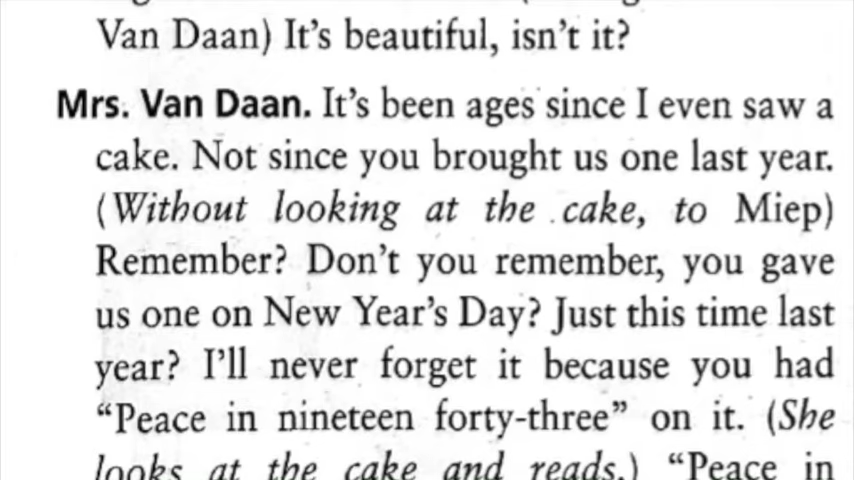 Van Daan) It's beautiful, isn't it?
Mrs. Van Daan. It's been ages since I even saw a
cake. Not since you brought us one last year.
(Without looking at the cake, to Miep)
Remember? Don't you remember, you gave
us one on New Year's Day? Just this time last
year? I'll never forget it because you had
“Peace in nineteen forty-three” on it. (She
looks at the cake and reads.) “Peace in